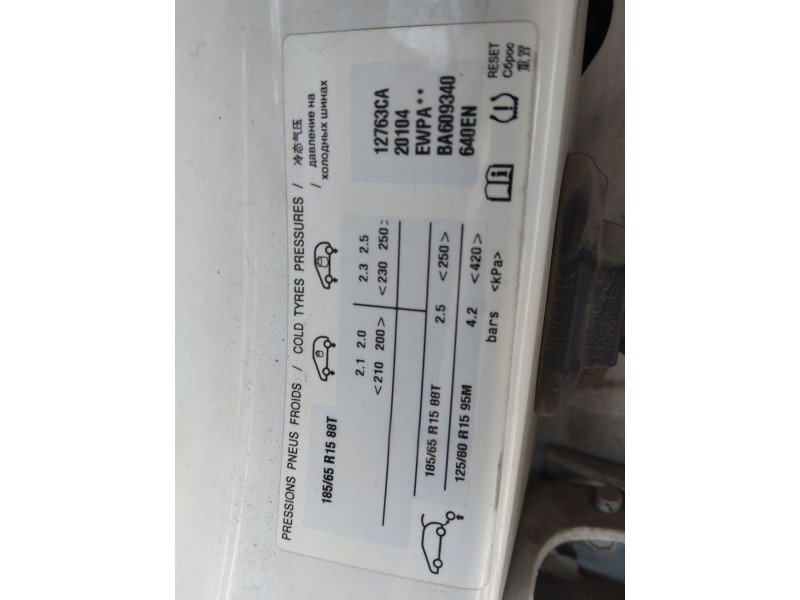 PRESSIONS PNEUS FROIDS / COLD TYRES PRESSURES / 冷态气压
/ давление на
холодных шинах
185/65 R15 88T
2.1 2.0 2.3 2.5
<210 200> <230 250>
185/65 R15 88T 2.5 <250>
125/80 R15 95M 4.2 <420>
bars <kPa>
12763CA
20104
EWPA**
BA609340
640EN
RESET
Сброс
重置